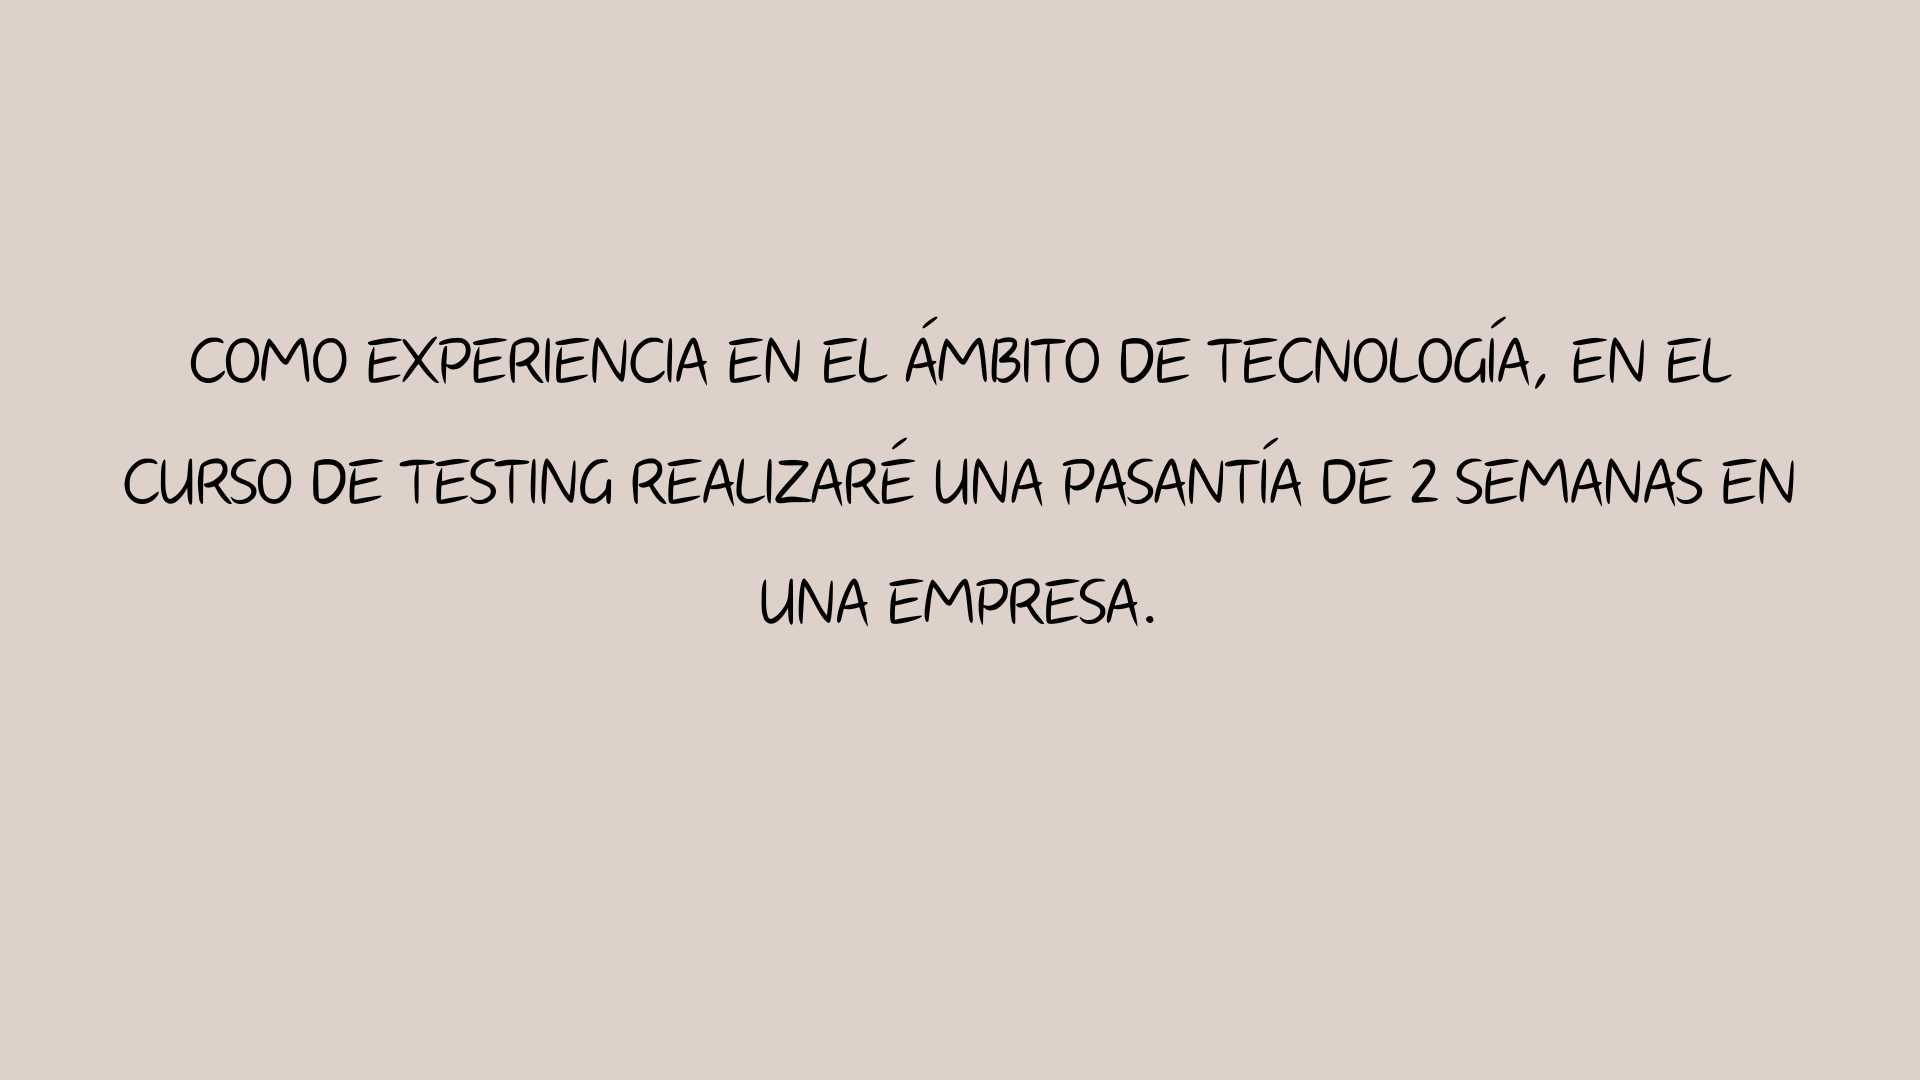 COMO EXPERIENCIA EN EL ÁMBITO DE TECNOLOGÍA, EN EL
CURSO DE TESTING REALIZARÉ UNA PASANTÍA DE 2 SEMANAS EN
UNA EMPRESA.